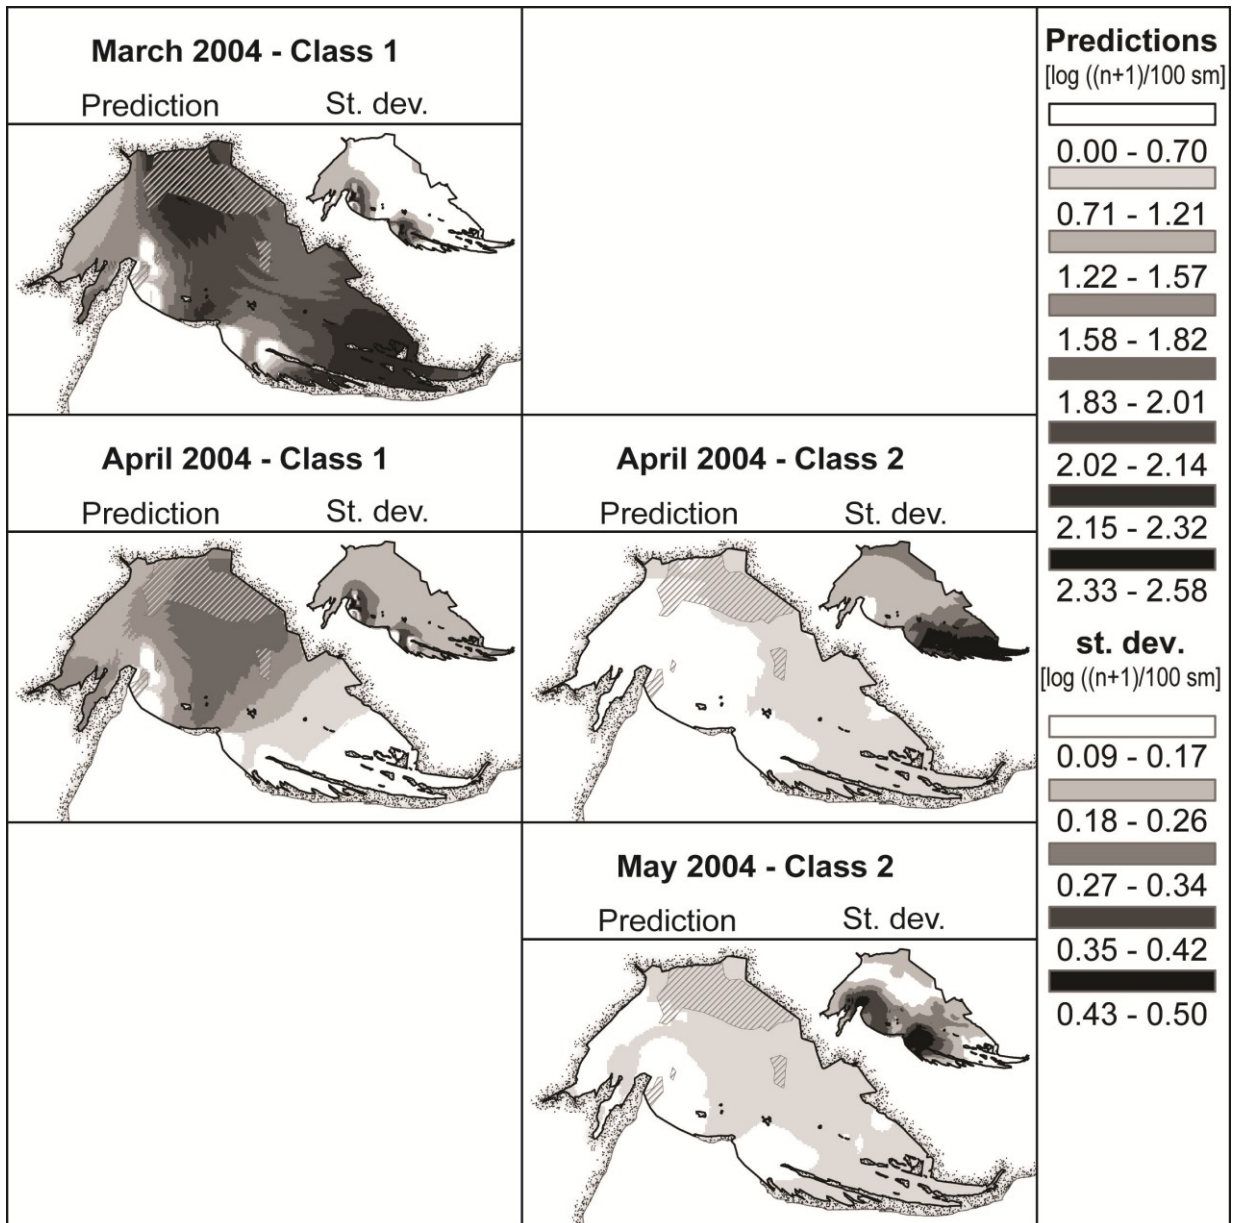 March 2004 - Class 1
Prediction St. dev.
April 2004 - Class 1
Prediction St. dev.
April 2004 - Class 2
Prediction St. dev.
May 2004 - Class 2
Prediction St. dev.
Predictions
[log ((n+1)/100 sm]
0.00 - 0.70
0.71 - 1.21
1.22 - 1.57
1.58 - 1.82
1.83 - 2.01
2.02 - 2.14
2.15 - 2.32
2.33 - 2.58
st. dev.
[log ((n+1)/100 sm]
0.09 - 0.17
0.18 - 0.26
0.27 - 0.34
0.35 - 0.42
0.43 - 0.50